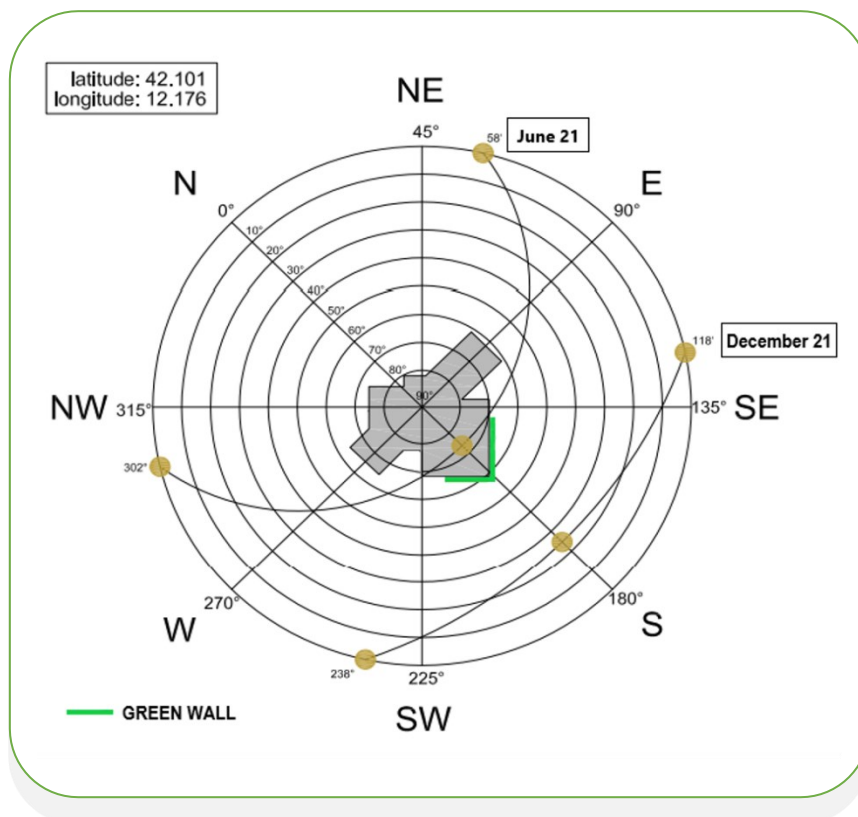 latitude: 42.101
longitude: 12.176
NE
45°
58'
June 21
N
E
0°
90°
10°
20°
30°
40°
50°
60°
70°
80°
90°
118'
December 21
NW
315°
135°
SE
302°
270°
180°
W
S
238°
225°
SW
GREEN WALL